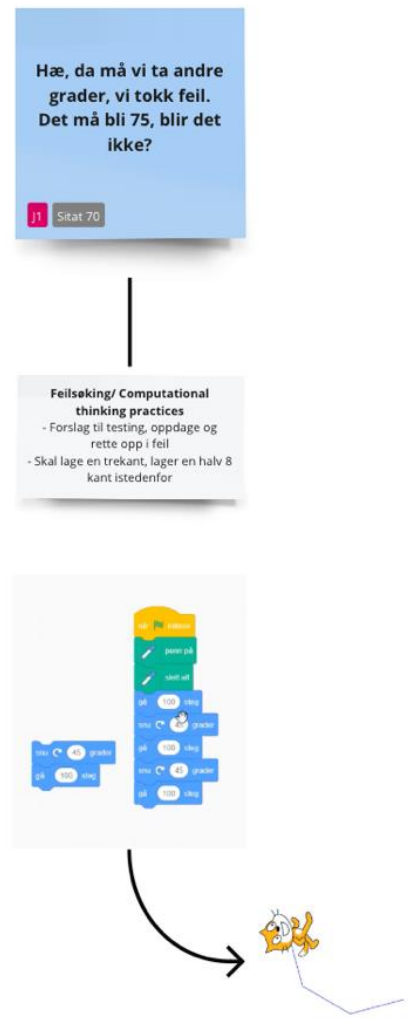 Hæ, da må vi ta andre
grader, vi tokk feil.
Det må bli 75, blir det
ikke?
J1 Sitat 70
Feilsøking/ Computational
thinking practices
- Forslag til testing, oppdage og
rette opp i feil
- Skal lage en trekant, lager en halv 8
kant istedenfor
når
penn på
slett alt
gå 100 steg
snu grader
gå 100 steg
snu 45 grader
gå 100 steg
snu 45 grader
gå 100 steg